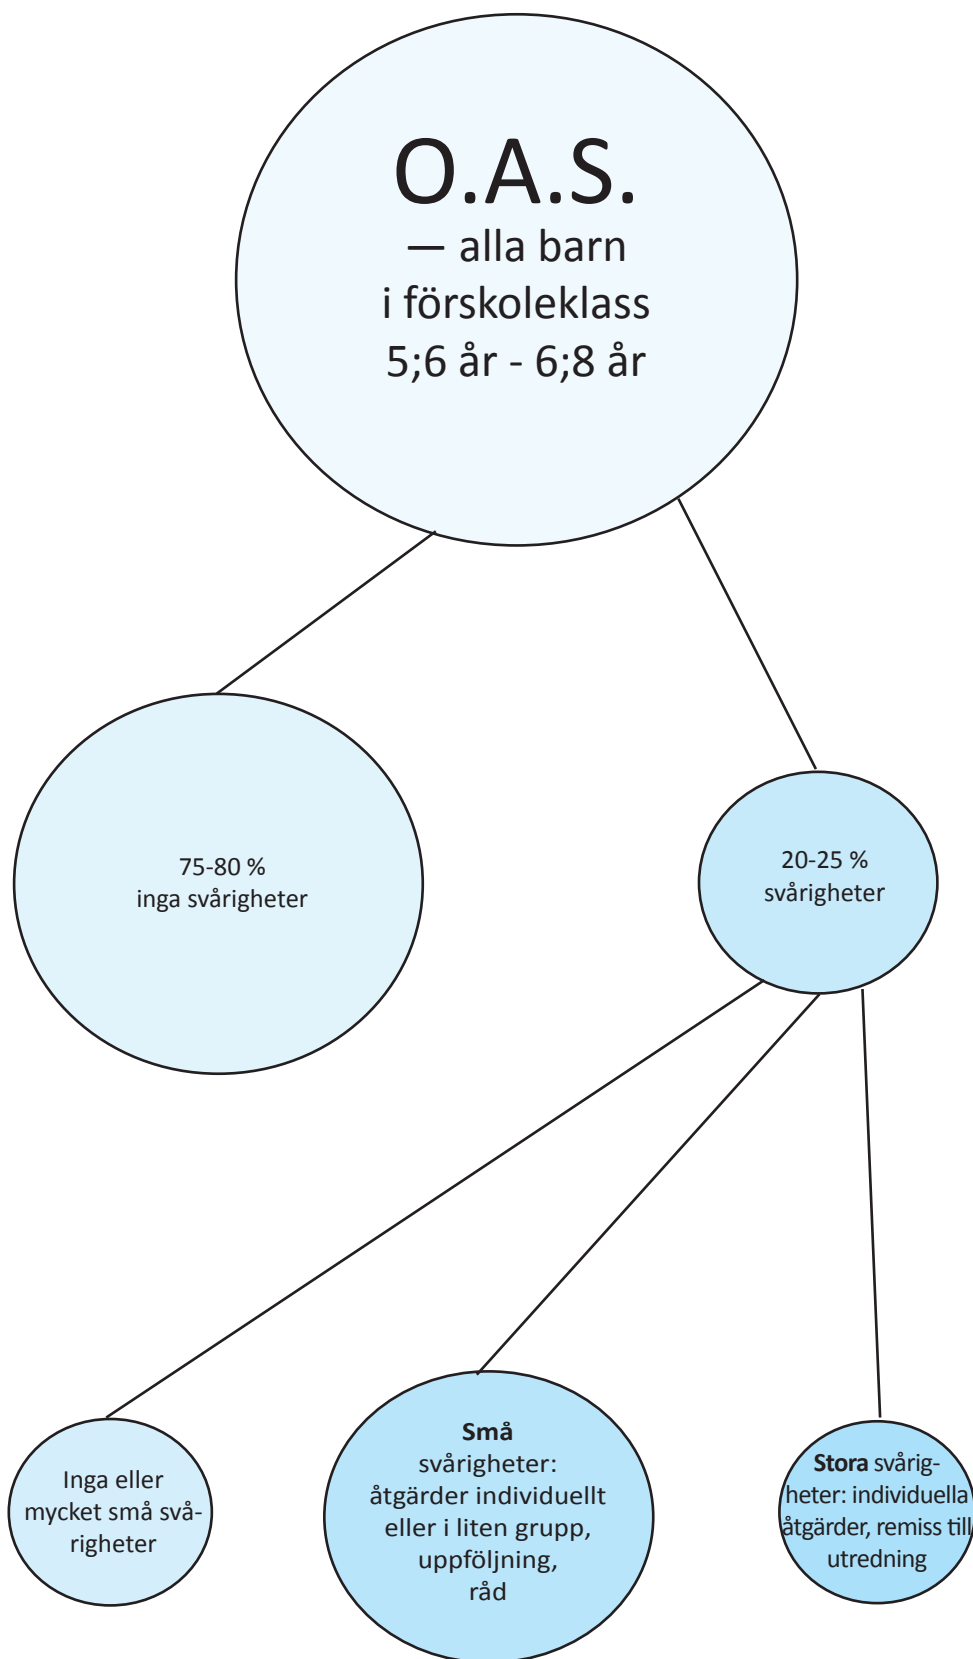 O.A.S.
— alla barn
i förskoleklass
5;6 år - 6;8 år
75-80 %
inga svårigheter
20-25 %
svårigheter
Inga eller
mycket små svå-
righeter
Små
svårigheter:
åtgärder individuellt
eller i liten grupp,
uppföljning,
råd
Stora svårig-
heter: individuella
åtgärder, remiss till
utredning